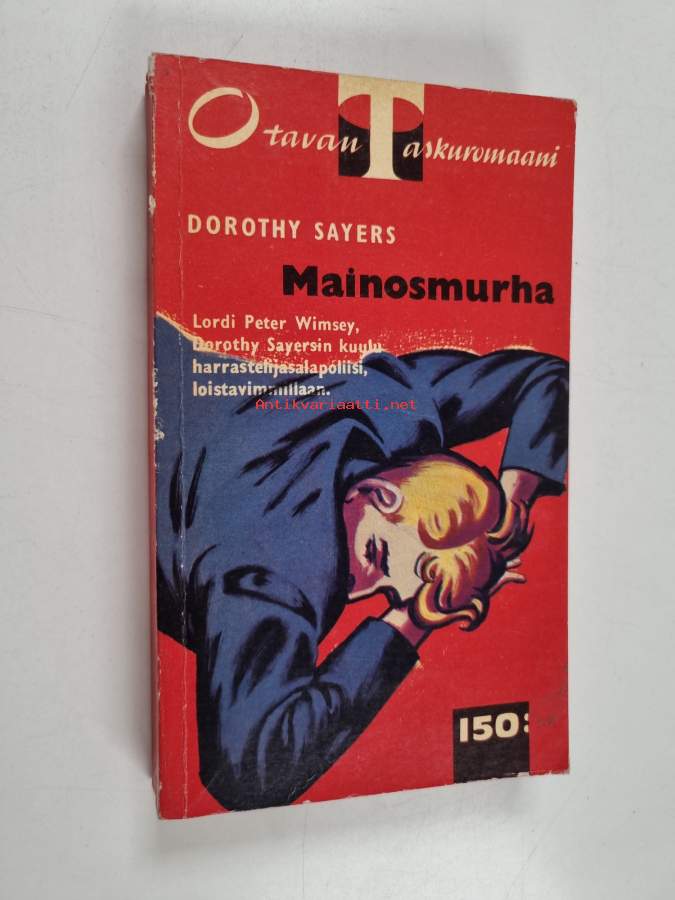 Otavan Taskuromaani
DOROTHY SAYERS
Mainosmurha
Lordi Peter Wimsey,
Dorothy Sayersin kuulu
harrastelijasalapoliisi,
loistavimmillaan.
Antikvariaatti.net
150: